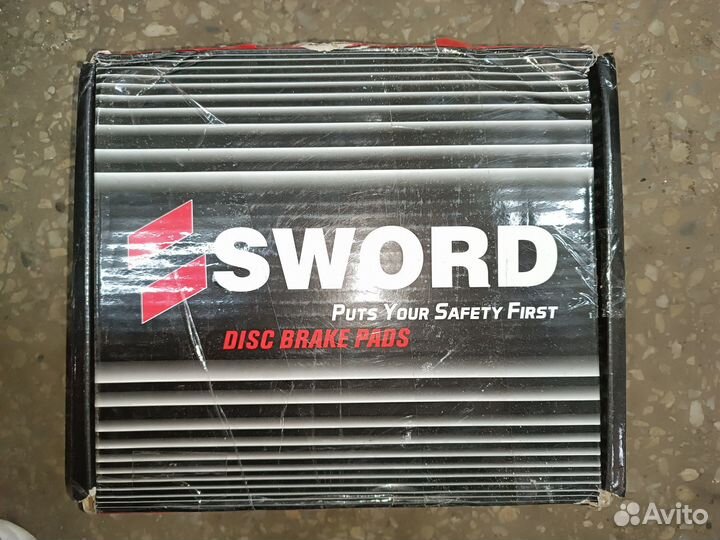 SWORD
PUTS YOUR SAFETY FIRST
DISC BRAKE PADS
Avito